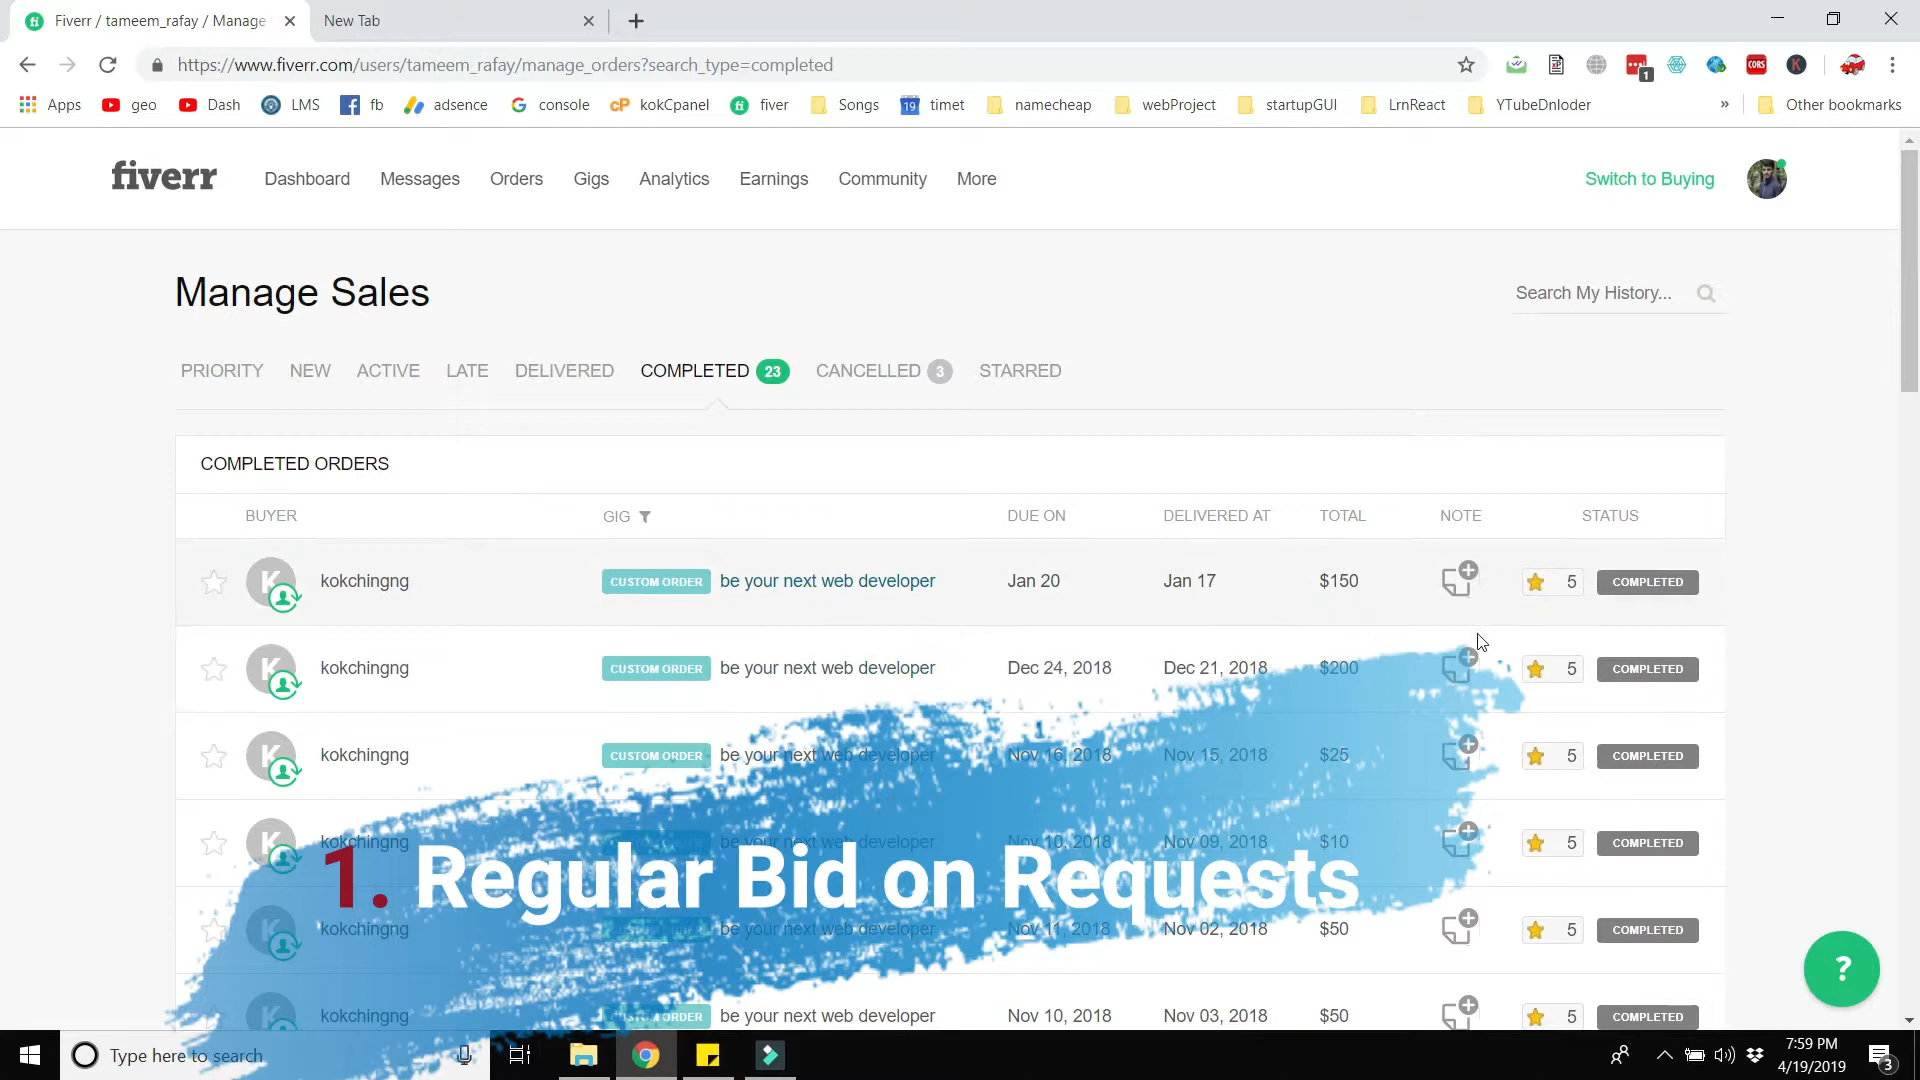 Fiverr / tameem_rafay / Manage
New Tab
https://www.fiverr.com/users/tameem_rafay/manage_orders?search_type=completed
1
CORS
K
Apps geo Dash LMS fb adsence console kokCpanel fiver Songs 19 timet namecheap webProject startupGUI LrnReact YTubeDnloder » Other bookmarks
fiverr Dashboard Messages Orders Gigs Analytics Earnings Community More Switch to Buying
Manage Sales
Search My History...
PRIORITY NEW ACTIVE LATE DELIVERED COMPLETED 23 CANCELLED 3 STARRED
COMPLETED ORDERS
BUYER GIG DUE ON DELIVERED AT TOTAL NOTE STATUS
K kokchingng CUSTOM ORDER be your next web developer Jan 20 Jan 17 $150 5 COMPLETED
K kokchingng CUSTOM ORDER be your next web developer Dec 24, 2018 Dec 21, 2018 $200 5 COMPLETED
K kokchingng CUSTOM ORDER be your next web developer Nov 16, 2018 Nov 15, 2018 $25 5 COMPLETED
K kokchingng be your next web developer Nov 10, 2018 Nov 09, 2018 $10 5 COMPLETED
1. Regular Bid on Requests
K kokchingng be your next web developer Nov 11, 2018 Nov 02, 2018 $50 5 COMPLETED
K kokchingng CUSTOM ORDER be your next web developer Nov 10, 2018 Nov 03, 2018 $50 5 COMPLETED
?
Type here to search
7:59 PM
4/19/2019
3